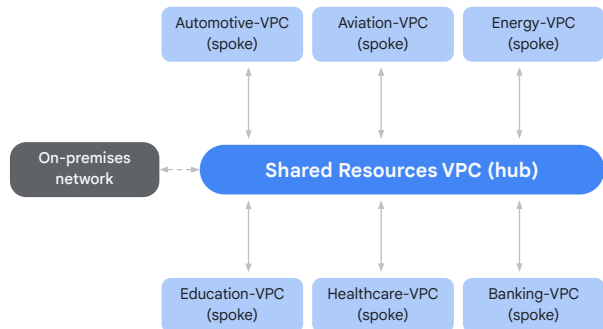 Automotive-VPC
(spoke)
Aviation-VPC
(spoke)
Energy-VPC
(spoke)
On-premises
network
Shared Resources VPC (hub)
Education-VPC
(spoke)
Healthcare-VPC
(spoke)
Banking-VPC
(spoke)